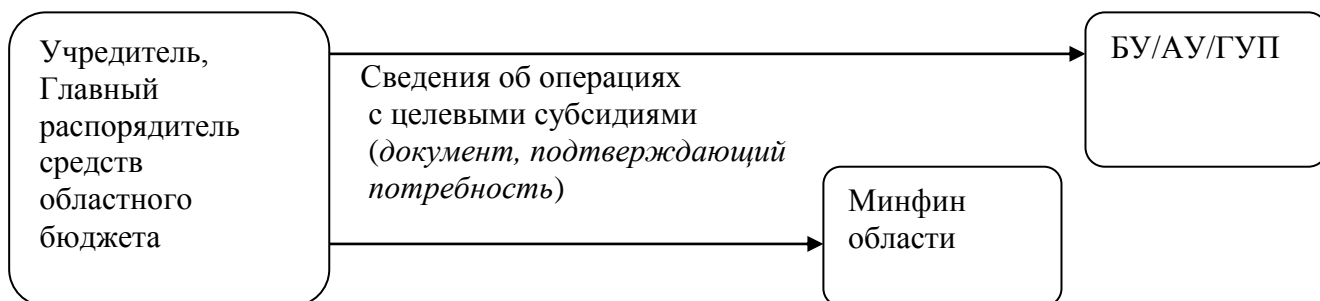 Учредитель,
Главный
распорядитель
средств
областного
бюджета
Сведения об операциях
с целевыми субсидиями
(документ, подтверждающий
потребность)
БУ/АУ/ГУП
Минфин
области